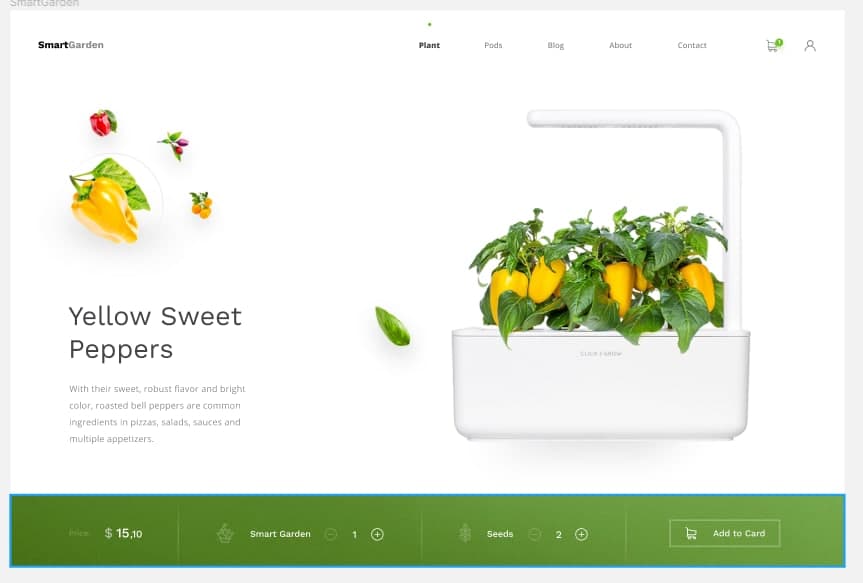 SmartGarden
SmartGarden
Plant Pods Blog About Contact
1
Yellow Sweet
Peppers
With their sweet, robust flavor and bright
color, roasted bell peppers are common
ingredients in pizzas, salads, sauces and
multiple appetizers.
CLICK & GROW
Price $ 15,10 Smart Garden 1 Seeds 2 Add to Card